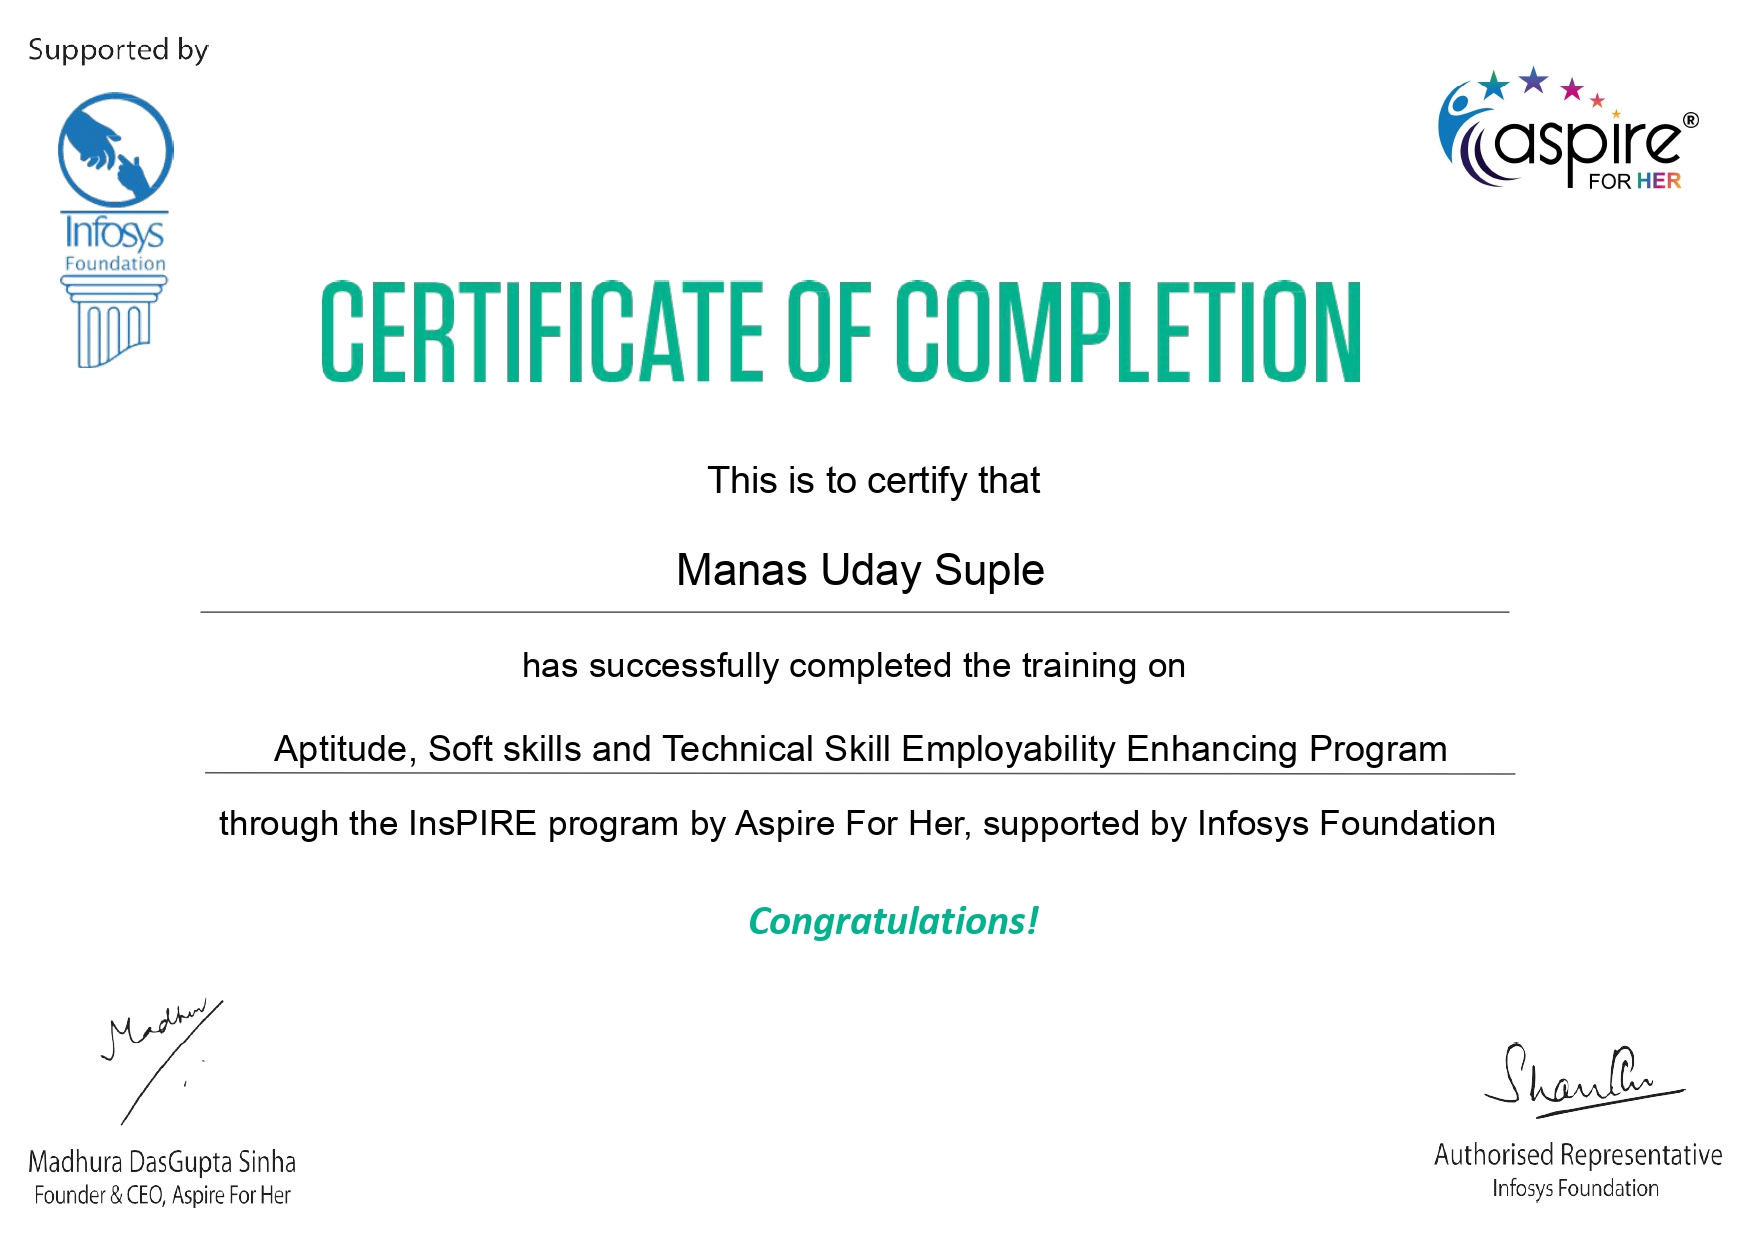 Supported by
Infosys
Foundation
aspire®
FOR HER
CERTIFICATE OF COMPLETION
This is to certify that
Manas Uday Suple
has successfully completed the training on
Aptitude, Soft skills and Technical Skill Employability Enhancing Program
through the InsPIRE program by Aspire For Her, supported by Infosys Foundation
Congratulations!
Madhura DasGupta Sinha
Founder & CEO, Aspire For Her
Authorised Representative
Infosys Foundation